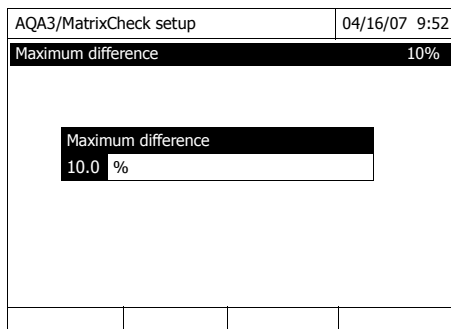 AQA3/MatrixCheck setup 04/16/07 9:52
Maximum difference 10%
Maximum difference
10.0 %